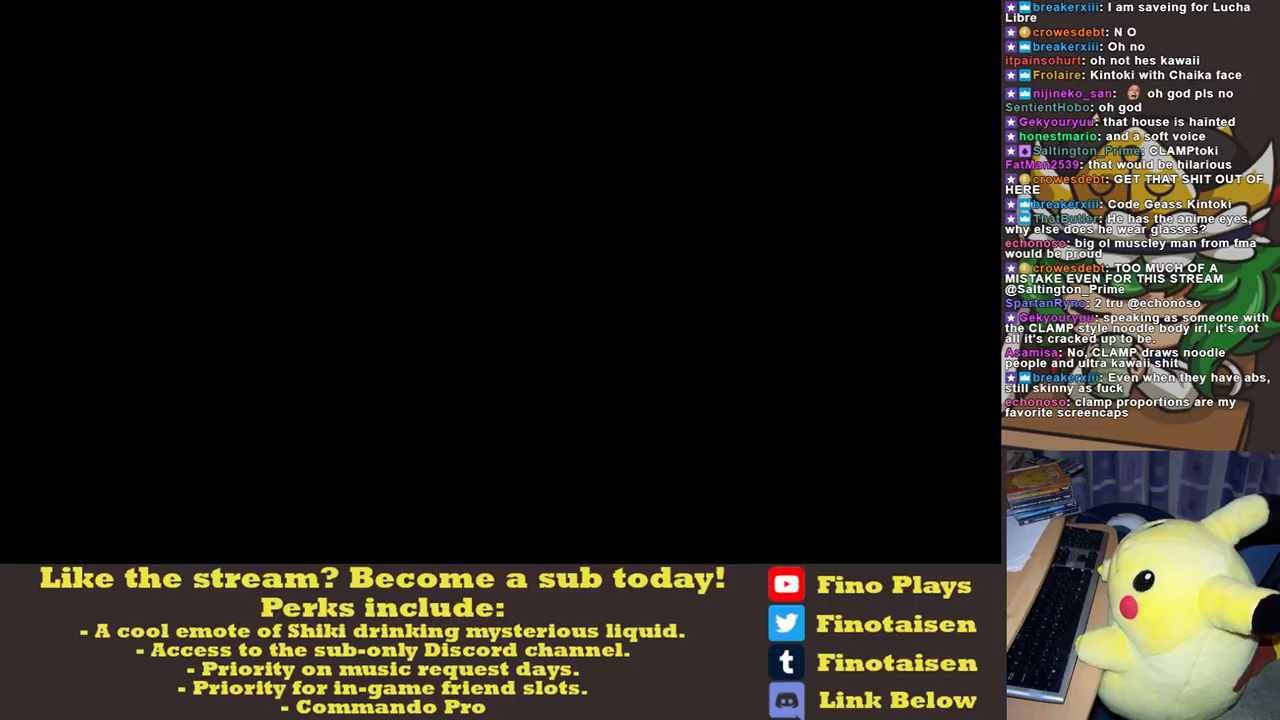 breakerxiii: I am saveing for Lucha
Libre
crowesdebt: N O
breakerxiii: Oh no
itpainsohurt: oh not hes kawaii
Frolaire: Kintoki with Chaika face
nijineko_san: oh god pls no
SentientHobo: oh god
Gekyouryuu: that house is hainted
honestmario: and a soft voice
Saltington_Prime: CLAMPtoki
FatMan2539: that would be hilarious
crowesdebt: GET THAT SHIT OUT OF
HERE
breakerxiii: Code Geass Kintoki
ThatButler: He has the anime eyes,
why else does he wear glasses?
echonoso: big ol muscley man from fma
would be proud
crowesdebt: TOO MUCH OF A
MISTAKE EVEN FOR THIS STREAM
@Saltington_Prime
SpartanRyno: 2 tru @echonoso
Gekyouryuu: speaking as someone with
the CLAMP style noodle body irl, it's not
all it's cracked up to be.
Asamisa: No, CLAMP draws noodle
people and ultra kawaii shit
breakerxiii: Even when they have abs,
still skinny as fuck
echonoso: clamp proportions are my
favorite screencaps
Like the stream? Become a sub today!
Perks include:
- A cool emote of Shiki drinking mysterious liquid.
- Access to the sub-only Discord channel.
- Priority on music request days.
- Priority for in-game friend slots.
- Commando Pro
Fino Plays
Finotaisen
Finotaisen
Link Below